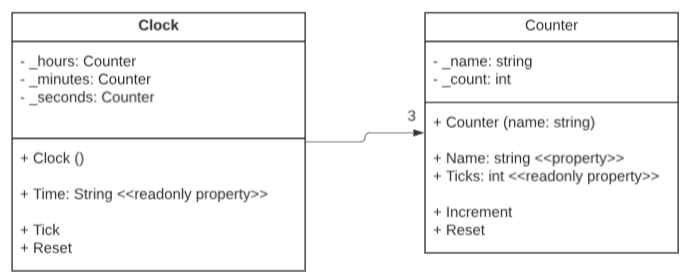 Clock
- _hours: Counter
- _minutes: Counter
- _seconds: Counter
+ Clock ()
+ Time: String <<readonly property>>
+ Tick
+ Reset
3
Counter
- _name: string
- _count: int
+ Counter (name: string)
+ Name: string <<property>>
+ Ticks: int <<readonly property>>
+ Increment
+ Reset